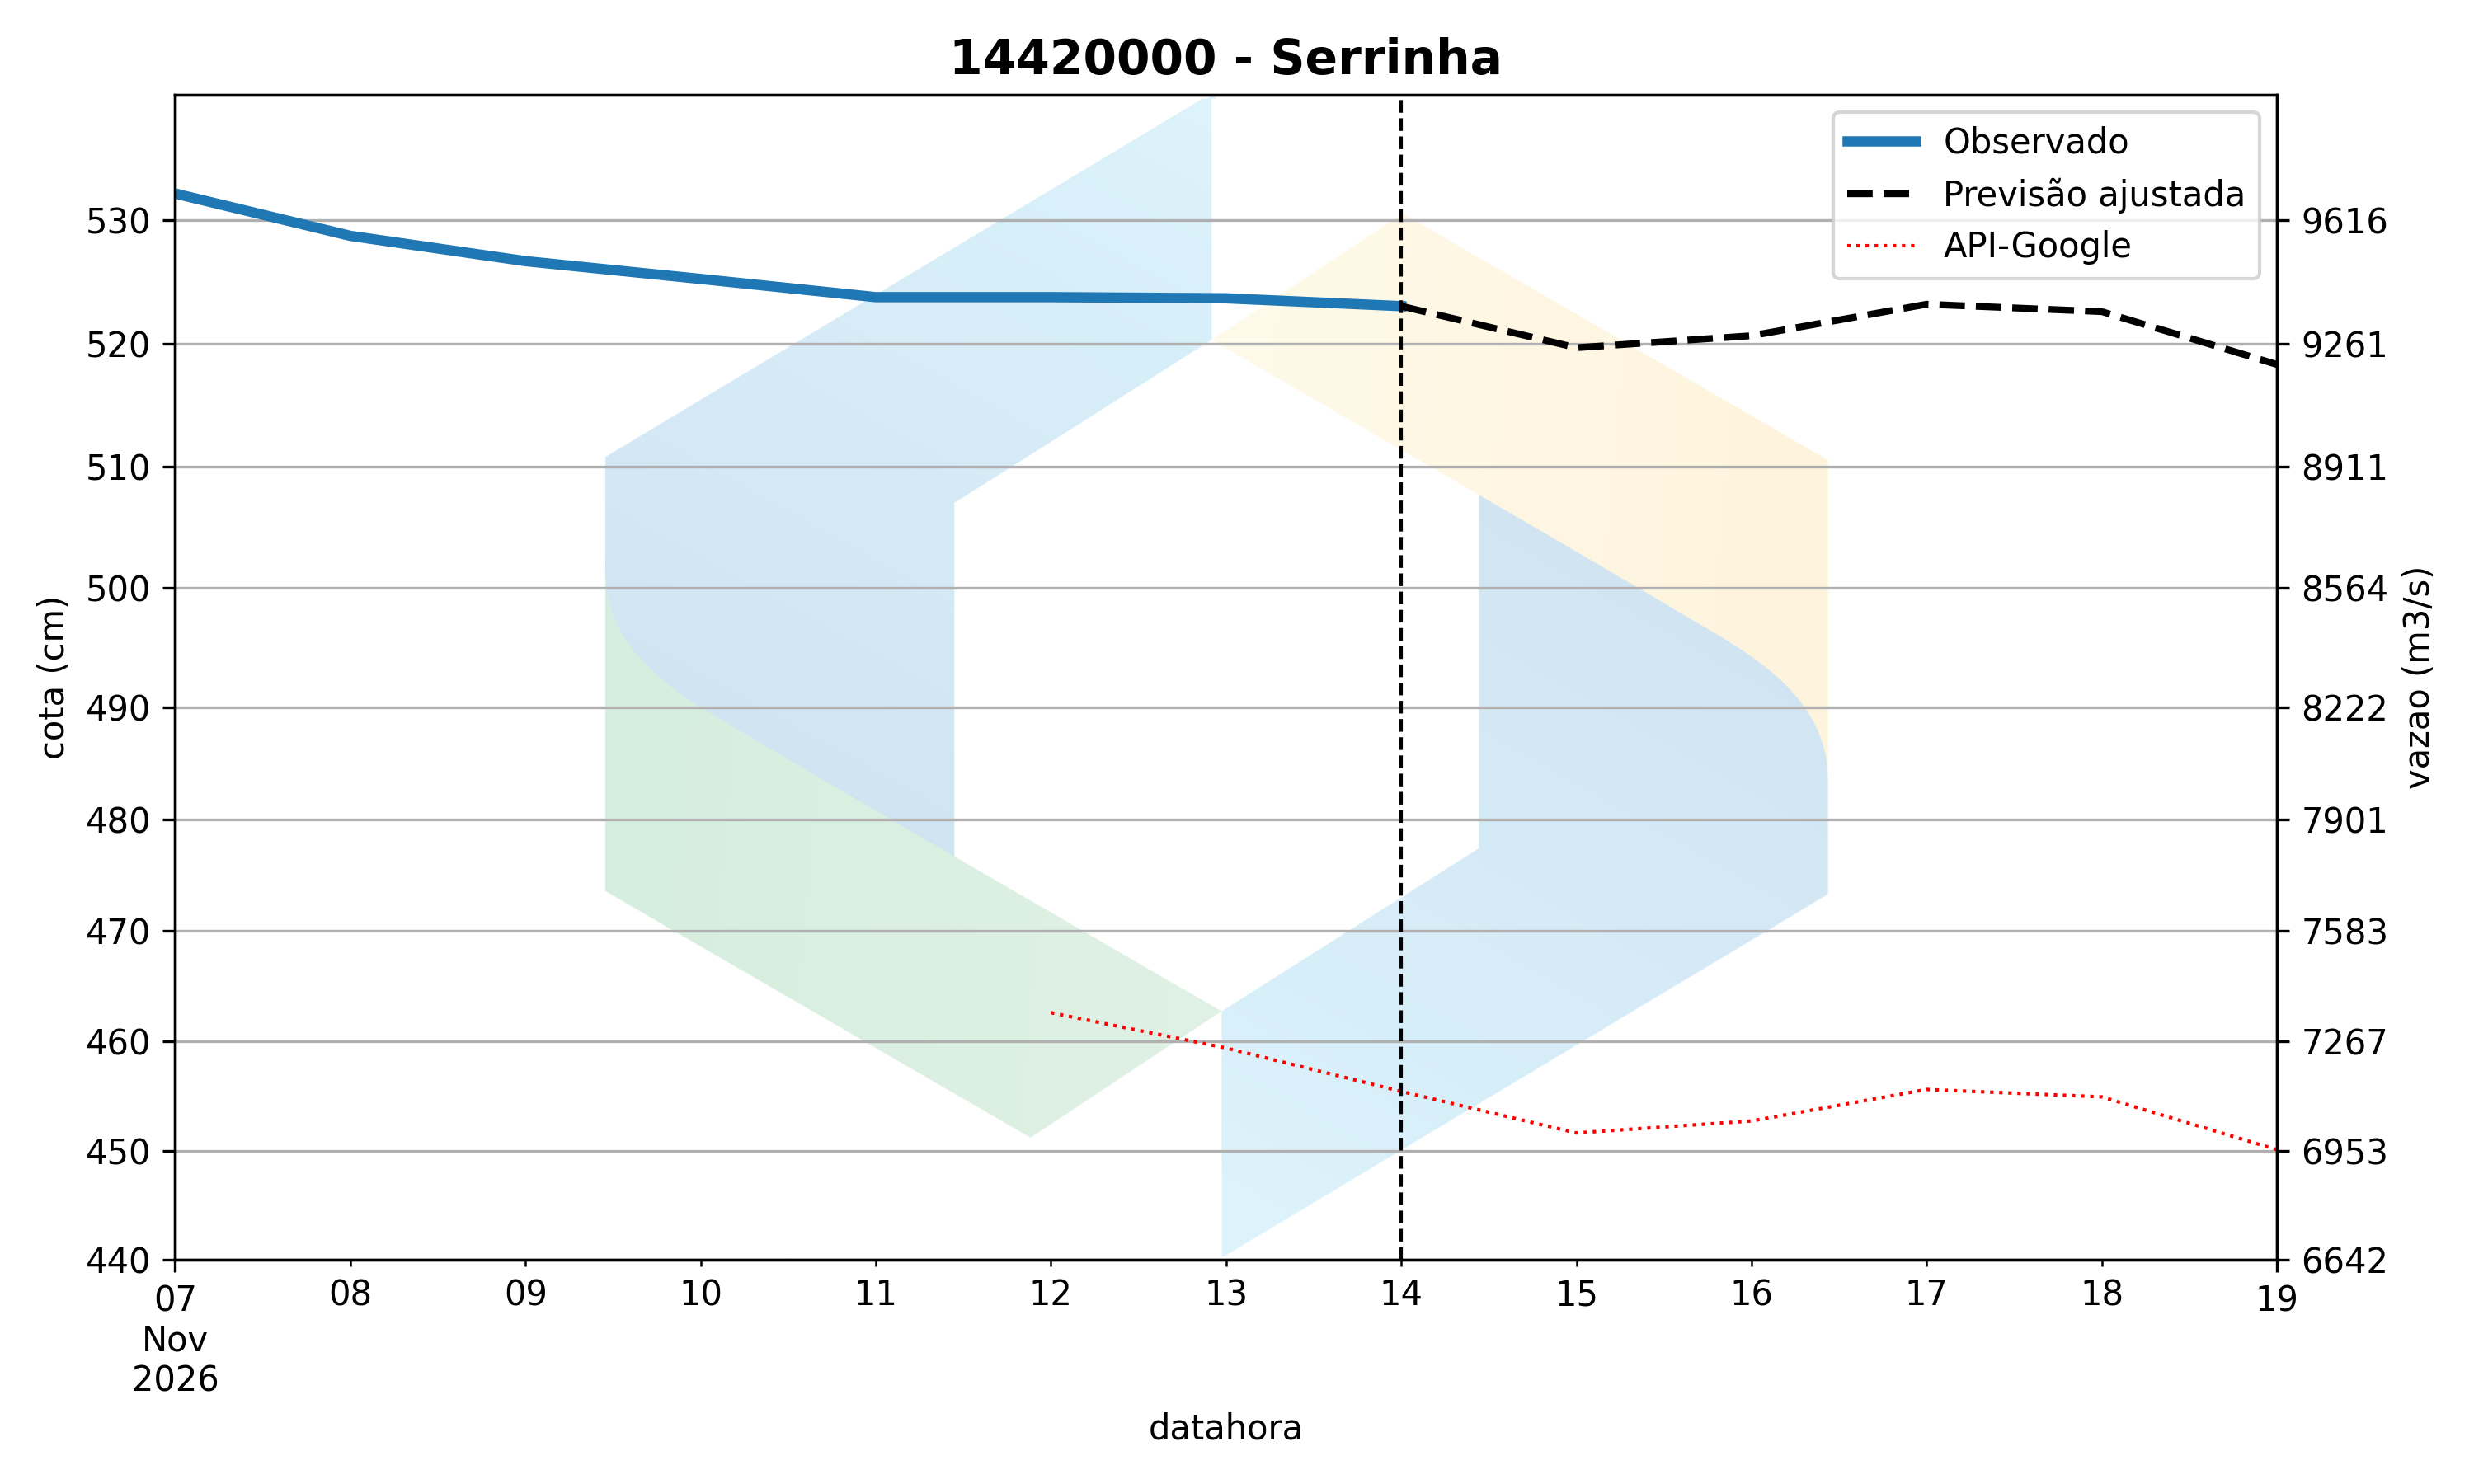 14420000 - Serrinha
Observado
Previsão ajustada
API-Google
530
520
510
500
490
480
470
460
450
440
cota (cm)
9616
9261
8911
8564
8222
7901
7583
7267
6953
6642
vazao (m3/s)
07 08 09 10 11 12 13 14 15 16 17 18 19
Nov
2026
datahora